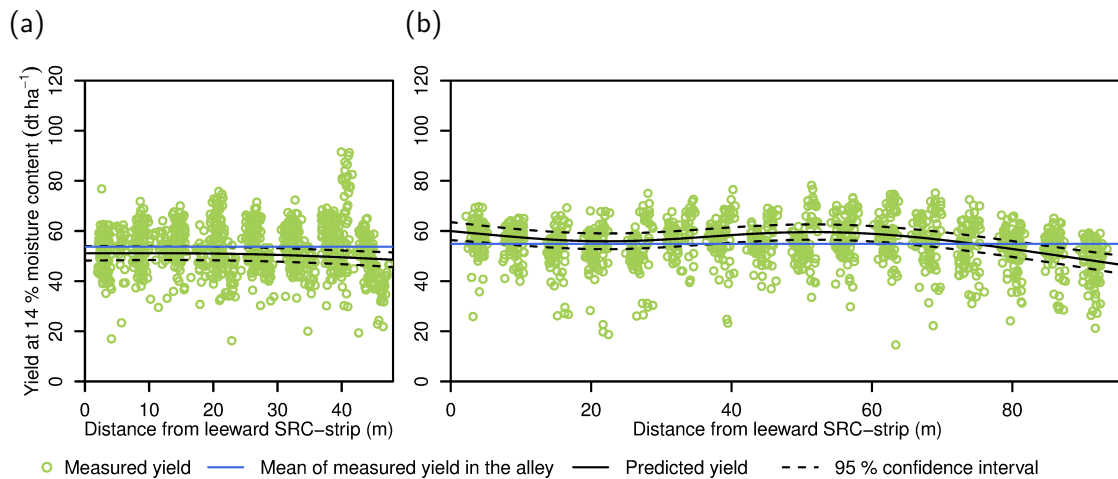 (a)
(b)
Yield at 14 % moisture content (dt ha⁻¹)
0 20 40 60 80 100 120
0 20 40 60 80 100 120
0 10 20 30 40
0 20 40 60 80
Distance from leeward SRC−strip (m)
Distance from leeward SRC−strip (m)
Measured yield Mean of measured yield in the alley Predicted yield 95 % confidence interval